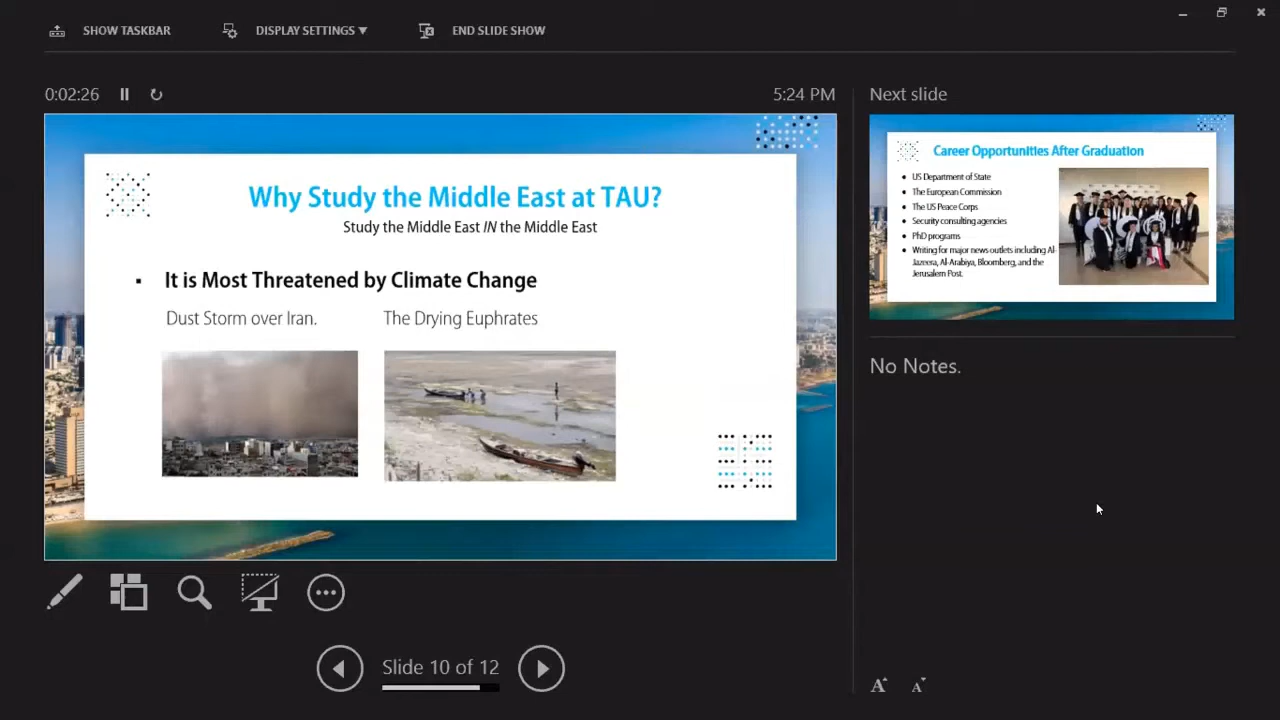 SHOW TASKBAR
DISPLAY SETTINGS ▼
END SLIDE SHOW
0:02:26
5:24 PM
Why Study the Middle East at TAU?
Study the Middle East IN the Middle East
▪ It is Most Threatened by Climate Change
Dust Storm over Iran.
The Drying Euphrates
Slide 10 of 12
Next slide
Career Opportunities After Graduation
• US Department of State
• The European Commission
• The US Peace Corps
• Security consulting agencies
• PhD programs
• Writing for major news outlets including Al-
Jazeera, Al-Arabiya, Bloomberg, and the
Jerusalem Post.
No Notes.
A A